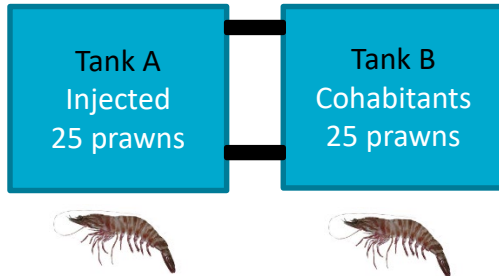 Tank A
Injected
25 prawns
Tank B
Cohabitants
25 prawns